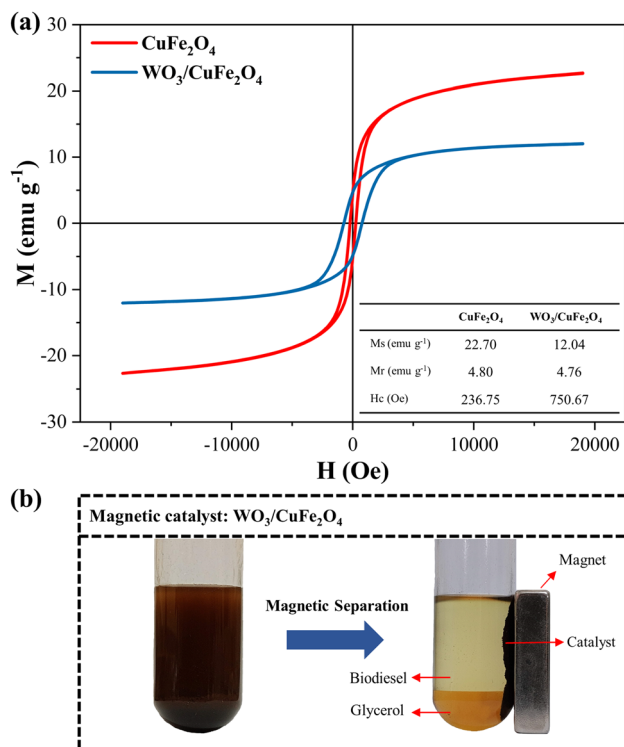 (a)
CuFe₂O₄
WO₃/CuFe₂O₄
30
20
10
0
-10
-20
-30
M (emu g⁻¹)
CuFe₂O₄ WO₃/CuFe₂O₄
Ms (emu g⁻¹) 22.70 12.04
Mr (emu g⁻¹) 4.80 4.76
Hc (Oe) 236.75 750.67
-20000 -10000 0 10000 20000
H (Oe)
(b)
Magnetic catalyst: WO₃/CuFe₂O₄
Magnetic Separation
Magnet
Catalyst
Biodiesel
Glycerol